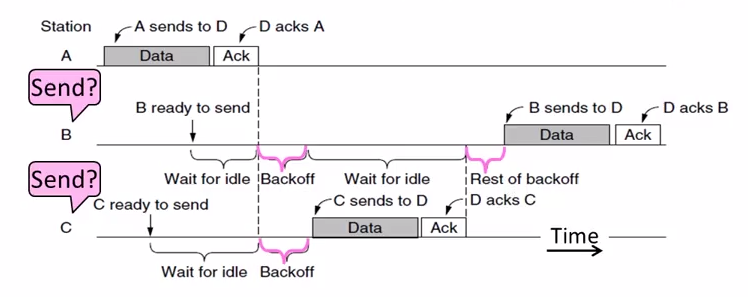 Station
A sends to D
D acks A
A
Data
Ack
Send?
B ready to send
B sends to D
D acks B
B
Data
Ack
Wait for idle
Backoff
Wait for idle
Rest of backoff
Send?
C ready to send
C sends to D
D acks C
C
Data
Ack
Time
Wait for idle
Backoff